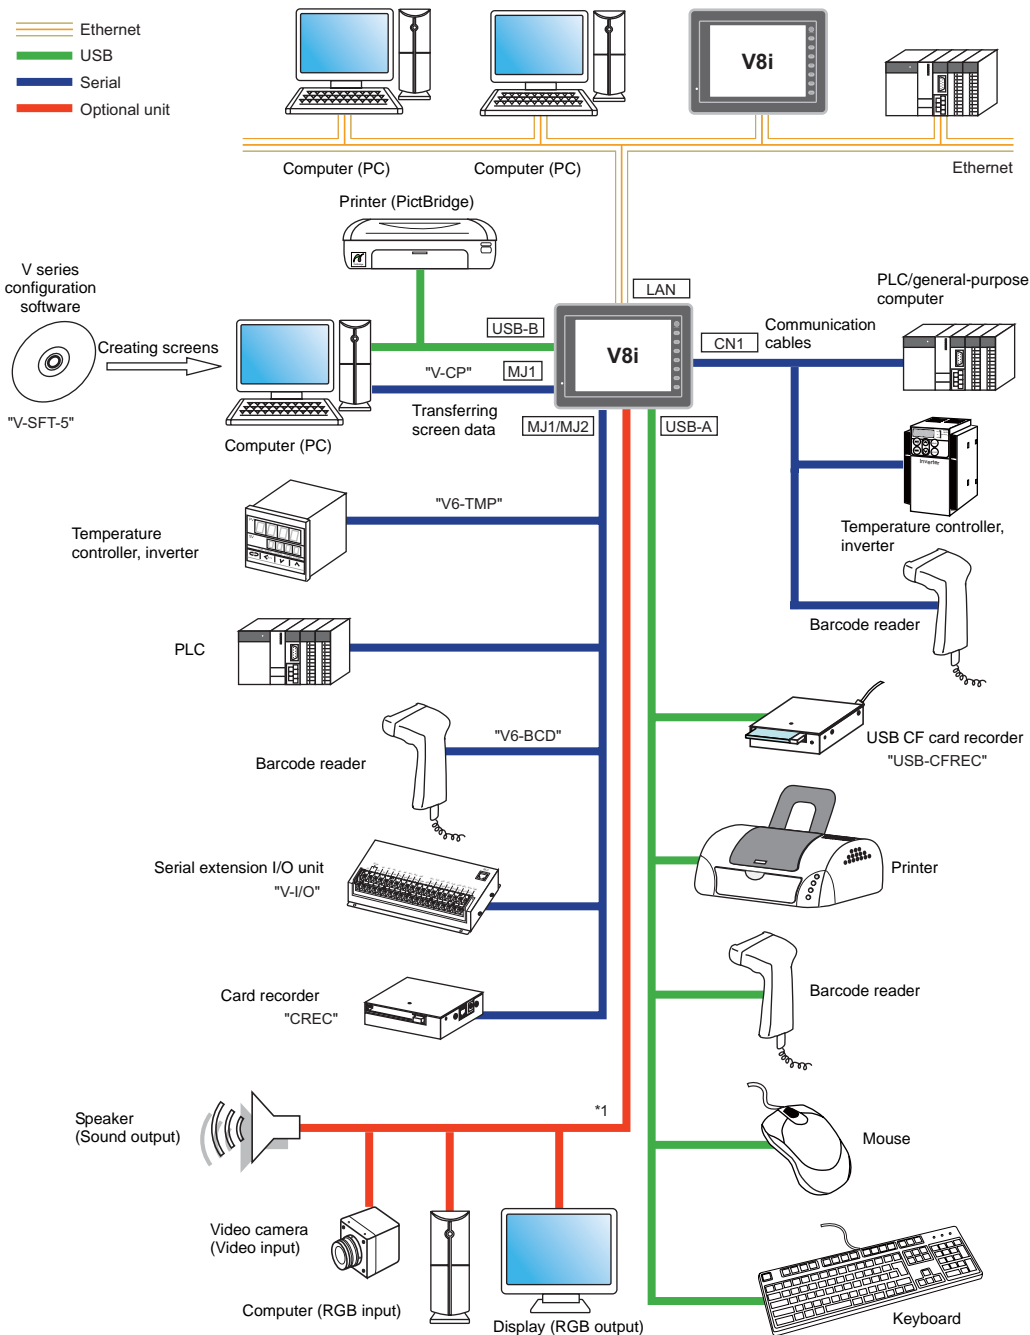 Ethernet
USB
Serial
Optional unit
V8i
Computer (PC)
Computer (PC)
Ethernet
Printer (PictBridge)
V series
configuration
software
LAN
PLC/general-purpose
computer
Creating screens
USB-B
V8i
CN1
Communication
cables
"V-CP"
MJ1
"V-SFT-5"
Transferring
screen data
Computer (PC)
MJ1/MJ2
USB-A
Inverter
"V6-TMP"
Temperature
controller, inverter
Temperature controller,
inverter
Barcode reader
PLC
"V6-BCD"
Barcode reader
USB CF card recorder
"USB-CFREC"
Serial extension I/O unit
"V-I/O"
Printer
Card recorder
"CREC"
Barcode reader
*1
Speaker
(Sound output)
Mouse
Video camera
(Video input)
Computer (RGB input)
Display (RGB output)
Keyboard